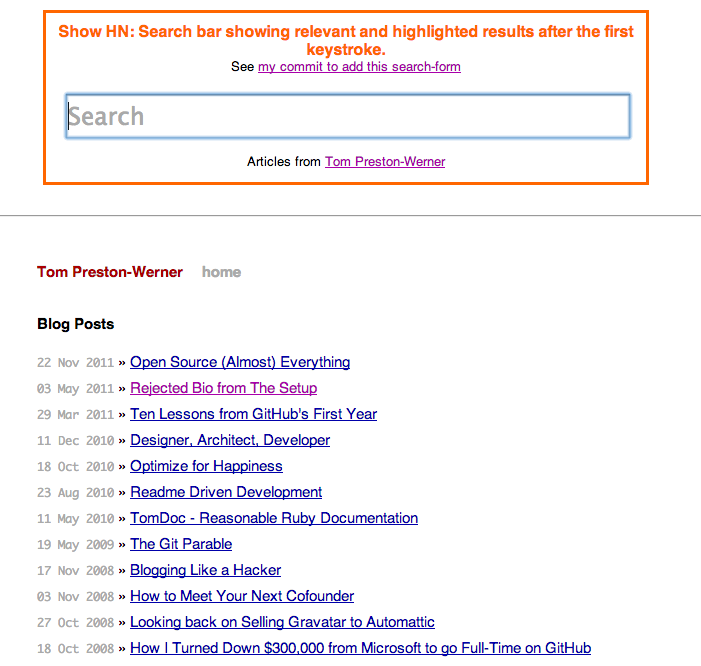 Show HN: Search bar showing relevant and highlighted results after the first
keystroke.
See my commit to add this search-form
Search
Articles from Tom Preston-Werner
Tom Preston-Werner home
Blog Posts
22 Nov 2011 » Open Source (Almost) Everything
03 May 2011 » Rejected Bio from The Setup
29 Mar 2011 » Ten Lessons from GitHub's First Year
11 Dec 2010 » Designer, Architect, Developer
18 Oct 2010 » Optimize for Happiness
23 Aug 2010 » Readme Driven Development
11 May 2010 » TomDoc - Reasonable Ruby Documentation
19 May 2009 » The Git Parable
17 Nov 2008 » Blogging Like a Hacker
03 Nov 2008 » How to Meet Your Next Cofounder
27 Oct 2008 » Looking back on Selling Gravatar to Automattic
18 Oct 2008 » How I Turned Down $300,000 from Microsoft to go Full-Time on GitHub